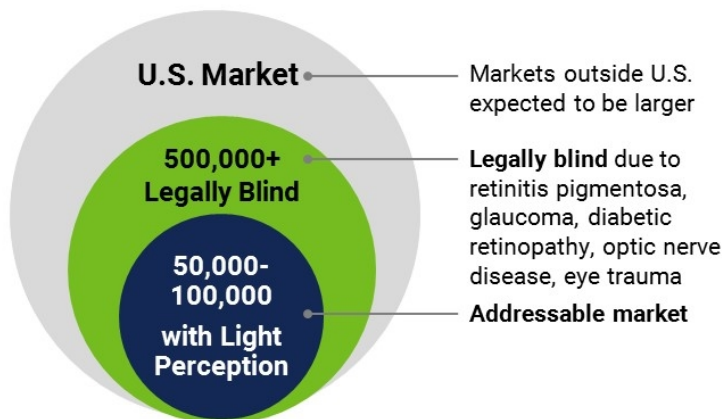 U.S. Market
Markets outside U.S.
expected to be larger
500,000+
Legally Blind
Legally blind due to
retinitis pigmentosa,
glaucoma, diabetic
retinopathy, optic nerve
disease, eye trauma
50,000-
100,000
with Light
Perception
Addressable market